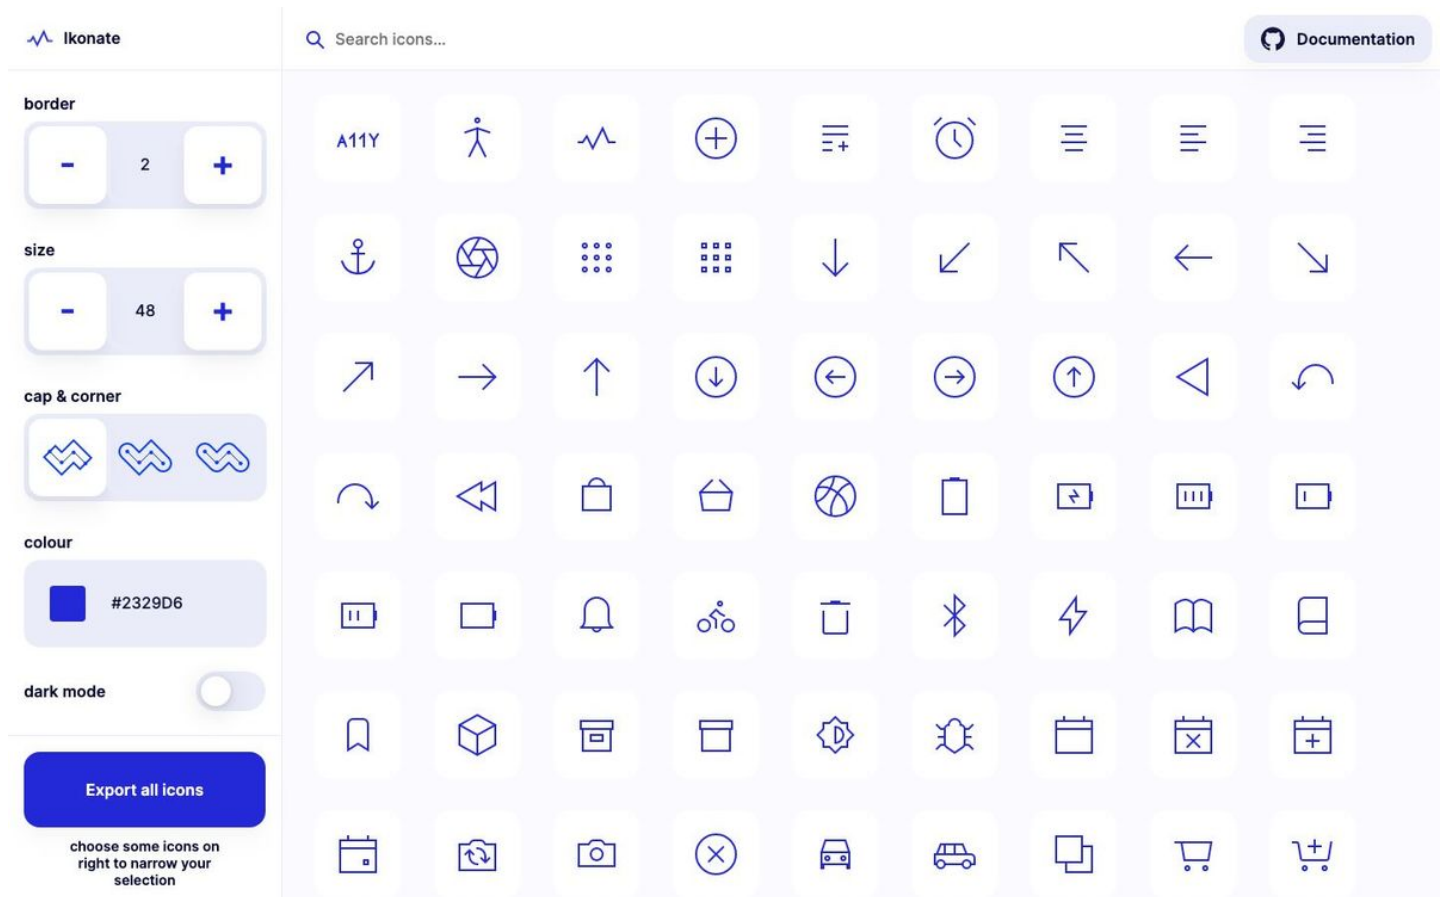 Ikonate
Search icons...
Documentation
border
- 2 +
size
- 48 +
cap & corner
colour
#2329D6
dark mode
Export all icons
choose some icons on
right to narrow your
selection
A11Y